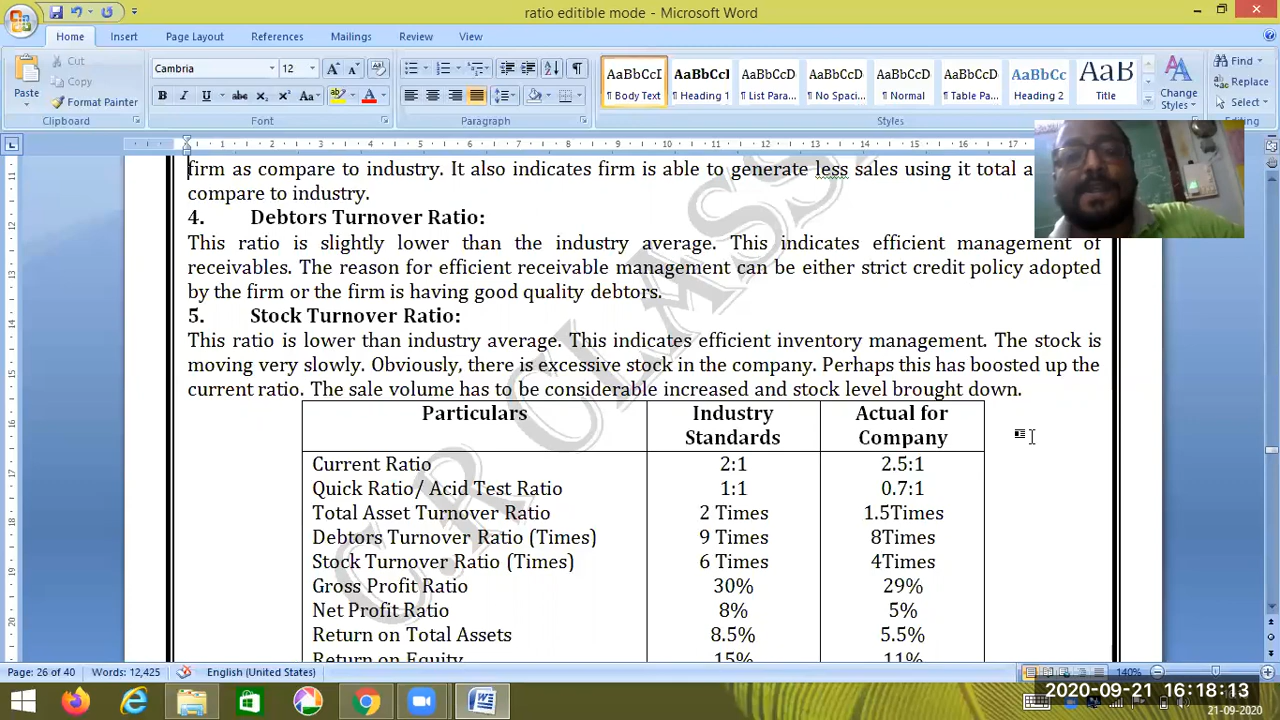 ratio editible mode - Microsoft Word
Home Insert Page Layout References Mailings Review View
Paste
Cut
Copy
Format Painter
Clipboard
Cambria 12
Font
Paragraph
AaBbCcI AaBbCcI AaBbCcD AaBbCcD AaBbCcD AaBbCcD AaBbCc AaB
¶ Body Text ¶ Heading 1 ¶ List Para... ¶ No Spaci... ¶ Normal ¶ Table Pa... Heading 2 Title
Change Styles
Styles
Find
Replace
Select
Editing
firm as compare to industry. It also indicates firm is able to generate less sales using it total a
compare to industry.
4. Debtors Turnover Ratio:
This ratio is slightly lower than the industry average. This indicates efficient management of
receivables. The reason for efficient receivable management can be either strict credit policy adopted
by the firm or the firm is having good quality debtors.
5. Stock Turnover Ratio:
This ratio is lower than industry average. This indicates efficient inventory management. The stock is
moving very slowly. Obviously, there is excessive stock in the company. Perhaps this has boosted up the
current ratio. The sale volume has to be considerable increased and stock level brought down.
Particulars Industry Standards Actual for Company
Current Ratio 2:1 2.5:1
Quick Ratio/ Acid Test Ratio 1:1 0.7:1
Total Asset Turnover Ratio 2 Times 1.5Times
Debtors Turnover Ratio (Times) 9 Times 8Times
Stock Turnover Ratio (Times) 6 Times 4Times
Gross Profit Ratio 30% 29%
Net Profit Ratio 8% 5%
Return on Total Assets 8.5% 5.5%
Return on Equity 15% 11%
C.R CLASS
Page: 26 of 40 Words: 12,425 English (United States) 140%
2020-09-21 16:18:13
21-09-2020